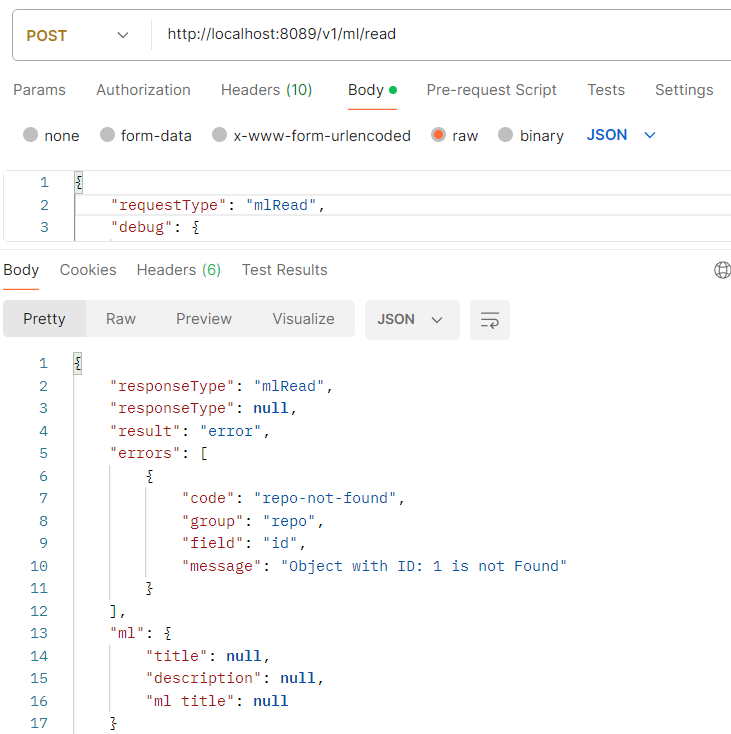 POST http://localhost:8089/v1/ml/read
Params Authorization Headers (10) Body Pre-request Script Tests Settings
none form-data x-www-form-urlencoded raw binary JSON
1 {
2 "requestType": "mlRead",
3 "debug": {
Body Cookies Headers (6) Test Results
Pretty Raw Preview Visualize JSON
1 {
2 "responseType": "mlRead",
3 "responseType": null,
4 "result": "error",
5 "errors": [
6 {
7 "code": "repo-not-found",
8 "group": "repo",
9 "field": "id",
10 "message": "Object with ID: 1 is not Found"
11 }
12 ],
13 "ml": {
14 "title": null,
15 "description": null,
16 "ml title": null
17 }